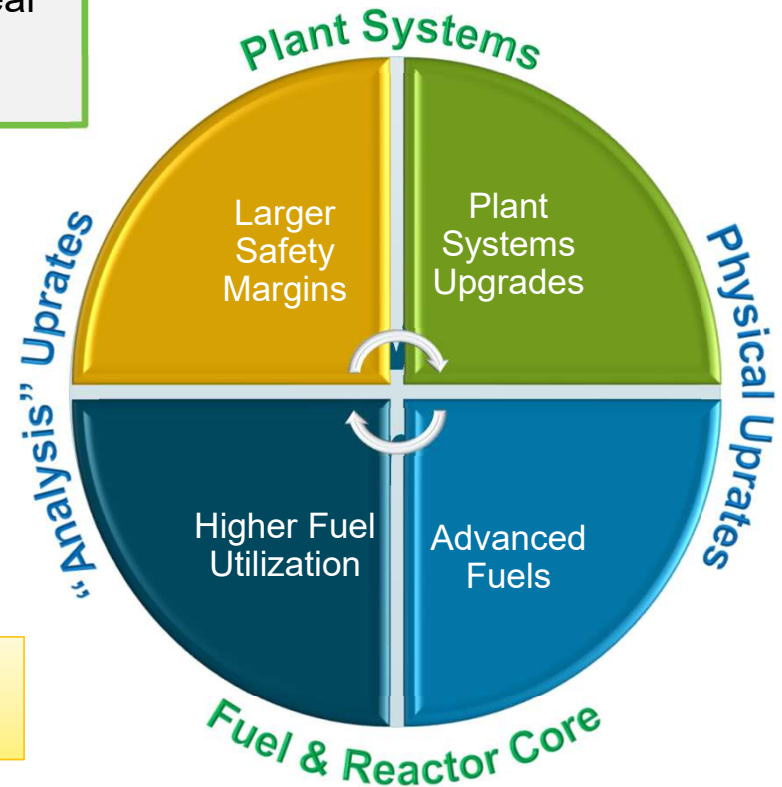 Plant Systems
Larger
Safety
Margins
Plant
Systems
Upgrades
"Analysis" Uprates
Physical Uprates
Higher Fuel
Utilization
Advanced
Fuels
Fuel & Reactor Core